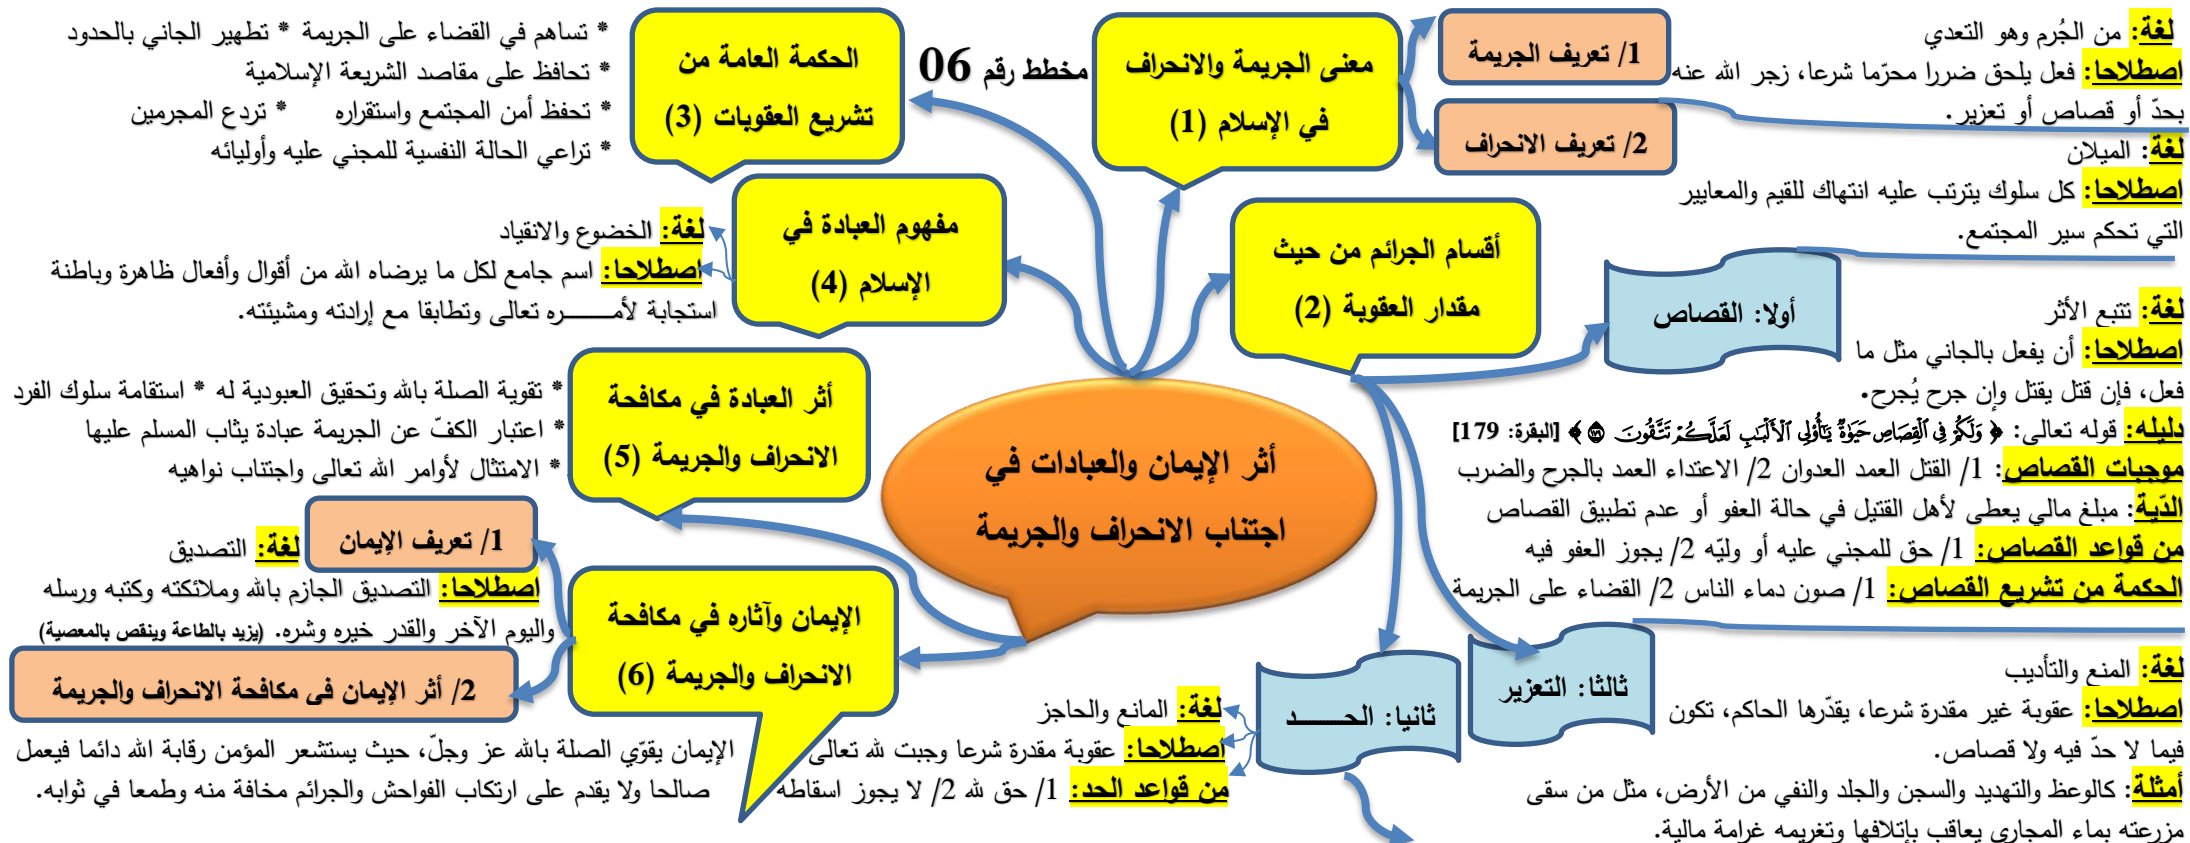 مخطط رقم 06
أثر الإيمان والعبادات في
اجتناب الانحراف والجريمة
معنى الجريمة والانحراف
في الإسلام (1)
1/ تعريف الجريمة
لغة: من الجُرم وهو التعدي
اصطلاحا: فعل يلحق ضررا محرّما شرعا، زجر الله عنه
بحدّ أو قصاص أو تعزير.
2/ تعريف الانحراف
لغة: الميلان
اصطلاحا: كل سلوك يترتب عليه انتهاك للقيم والمعايير
التي تحكم سير المجتمع.
أقسام الجرائم من حيث
مقدار العقوبة (2)
أولا: القصاص
لغة: تتبع الأثر
اصطلاحا: أن يفعل بالجاني مثل ما
فعل، فإن قتل يقتل وإن جرح يُجرح.
دليله: قوله تعالى: ﴿ وَلَكُمْ فِي ٱلْقِصَاصِ حَيَوٰةٌ يَٰٓأُو۟لِي ٱلْأَلْبَٰبِ لَعَلَّكُمْ تَتَّقُونَ ١٧٩ ﴾ [البقرة: 179]
موجبات القصاص: 1/ القتل العمد العدوان 2/ الاعتداء العمد بالجرح والضرب
الدّية: مبلغ مالي يعطى لأهل القتيل في حالة العفو أو عدم تطبيق القصاص
من قواعد القصاص: 1/ حق للمجني عليه أو وليّه 2/ يجوز العفو فيه
الحكمة من تشريع القصاص: 1/ صون دماء الناس 2/ القضاء على الجريمة
ثانيا: الحـــــد
لغة: المانع والحاجز
اصطلاحا: عقوبة مقدرة شرعا وجبت لله تعالى
من قواعد الحد: 1/ حق لله 2/ لا يجوز اسقاطه
ثالثا: التعزير
لغة: المنع والتأديب
اصطلاحا: عقوبة غير مقدرة شرعا، يقدّرها الحاكم، تكون
فيما لا حدّ فيه ولا قصاص.
أمثلة: كالوعظ والتهديد والسجن والجلد والنفي من الأرض، مثل من سقى
مزرعته بماء المجاري يعاقب بإتلافها وتغريمه غرامة مالية.
الحكمة العامة من
تشريع العقوبات (3)
* تساهم في القضاء على الجريمة * تطهير الجاني بالحدود
* تحافظ على مقاصد الشريعة الإسلامية
* تحفظ أمن المجتمع واستقراره * تردع المجرمين
* تراعي الحالة النفسية للمجني عليه وأوليائه
مفهوم العبادة في
الإسلام (4)
لغة: الخضوع والانقياد
اصطلاحا: اسم جامع لكل ما يرضاه الله من أقوال وأفعال ظاهرة وباطنة
استجابة لأمـــــــره تعالى وتطابقا مع إرادته ومشيئته.
أثر العبادة في مكافحة
الانحراف والجريمة (5)
* تقوية الصلة بالله وتحقيق العبودية له * استقامة سلوك الفرد
* اعتبار الكفّ عن الجريمة عبادة يثاب المسلم عليها
* الامتثال لأوامر الله تعالى واجتناب نواهيه
الإيمان وآثاره في مكافحة
الانحراف والجريمة (6)
1/ تعريف الإيمان
لغة: التصديق
اصطلاحا: التصديق الجازم بالله وملائكته وكتبه ورسله
واليوم الآخر والقدر خيره وشره. (يزيد بالطاعة وينقص بالمعصية)
2/ أثر الإيمان في مكافحة الانحراف والجريمة
الإيمان يقوّي الصلة بالله عز وجلّ، حيث يستشعر المؤمن رقابة الله دائما فيعمل
صالحا ولا يقدم على ارتكاب الفواحش والجرائم مخافة منه وطمعا في ثوابه.